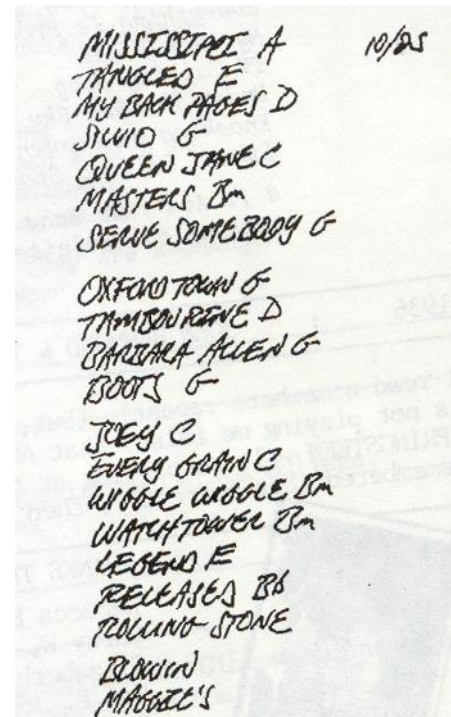 MISSISSIPPI A 10/25
TANGLED E
MY BACK PAGES D
SILVIO G
QUEEN JANE C
MASTERS Bm
SERVE SOMEBODY G
OXFORD TOWN G
TAMBOURINE D
BARBARA ALLEN G
BOOTS G
JOEY C
EVERY GRAIN C
WIGGLE WIGGLE Bm
WATCHTOWER Bm
LEGEND E
RELEASED Bb
ROLLING STONE
BLOWIN
MAGGIE'S
1936